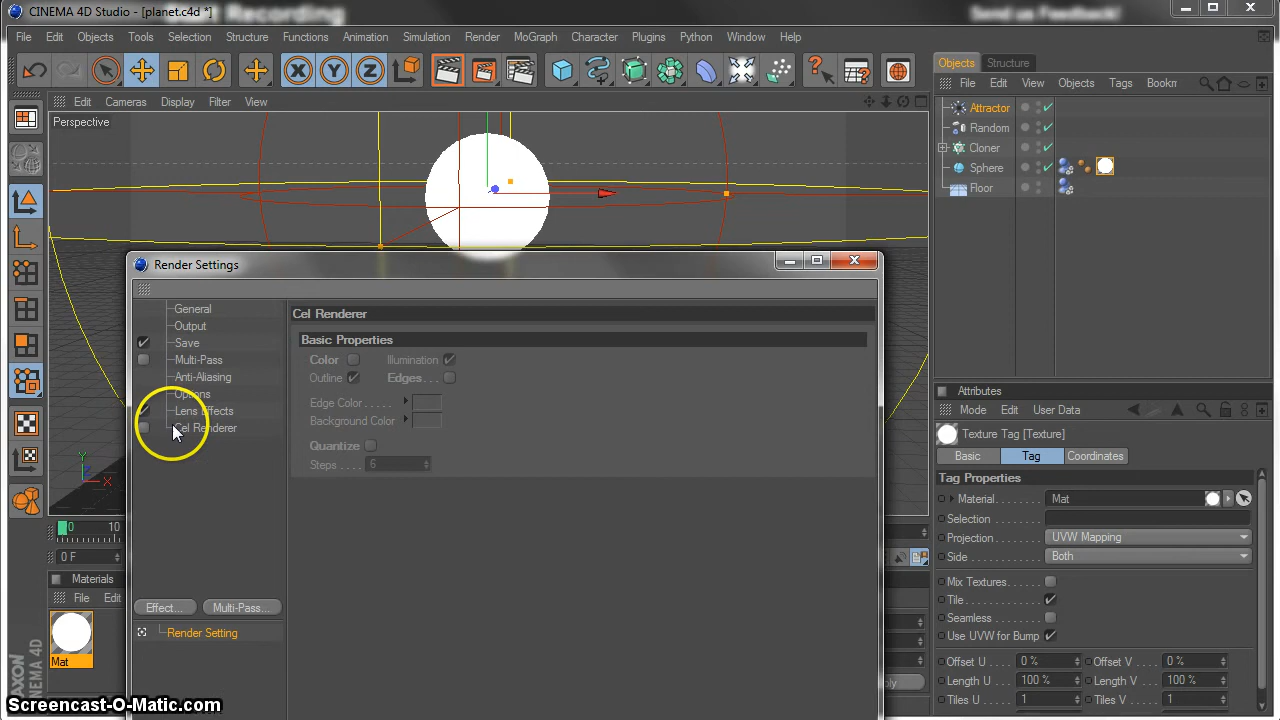 CINEMA 4D Studio - [planet.c4d *]
Recording
Send us Feedback!
File Edit Objects Tools Selection Structure Functions Animation Simulation Render MoGraph Character Plugins Python Window Help
X Y Z
Objects Structure
File Edit View Objects Tags Bookm
Edit Cameras Display Filter View
Perspective
Attractor
Random
Cloner
Sphere
Floor
Render Settings
General
Output
Save
Multi-Pass
Anti-Aliasing
Options
Lens Effects
Cel Renderer
Cel Renderer
Basic Properties
Color Illumination
Outline Edges . . .
Edge Color . . . . .
Background Color
Quantize
Steps . . . . 6
Effect... Multi-Pass...
Render Setting
Y
Z
X
0 10
0 F
Materials
File Edit
Mat
Attributes
Mode Edit User Data
Texture Tag [Texture]
Basic Tag Coordinates
Tag Properties
Material . . . . . . . . Mat
Selection . . . . . . . .
Projection . . . . . . . UVW Mapping
Side . . . . . . . . . . . Both
Mix Textures . . . . .
Tile . . . . . . . . . . . .
Seamless . . . . . . .
Use UVW for Bump
Offset U . . . 0 % Offset V . . . 0 %
Length U . . 100 % Length V . . 100 %
Tiles U . . . . 1 Tiles V . . . . 1
MAXON
CINEMA 4D
Screencast-O-Matic.com